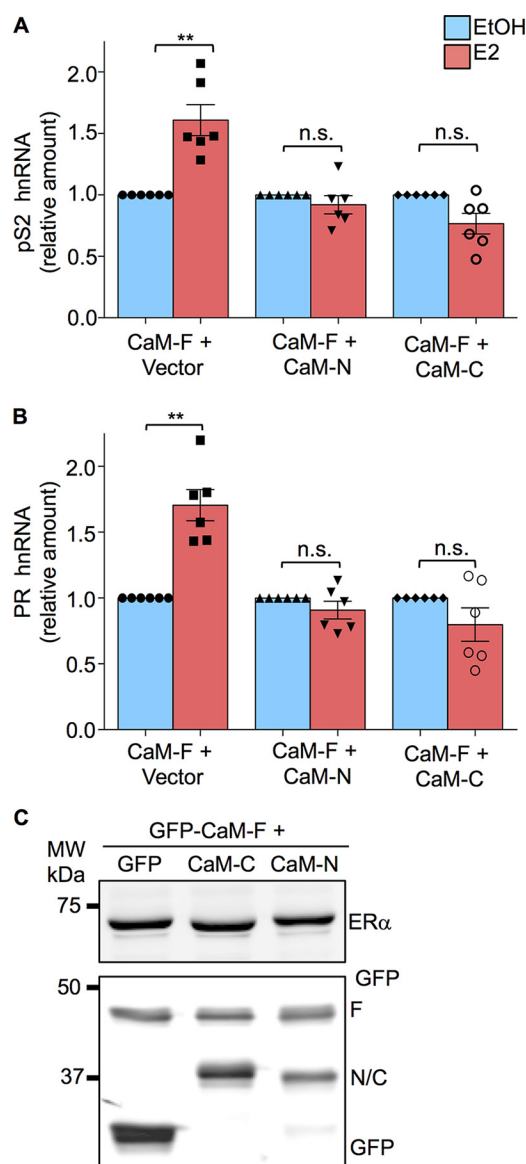 A
EtOH
E2
pS2 hnRNA
(relative amount)
2.0
1.5
1.0
0.5
0.0
**
n.s.
n.s.
CaM-F +
Vector
CaM-F +
CaM-N
CaM-F +
CaM-C
B
PR hnRNA
(relative amount)
2.0
1.5
1.0
0.5
0.0
**
n.s.
n.s.
CaM-F +
Vector
CaM-F +
CaM-N
CaM-F +
CaM-C
C
GFP-CaM-F +
MW
kDa
GFP CaM-C CaM-N
75
ERα
GFP
50
F
37
N/C
GFP